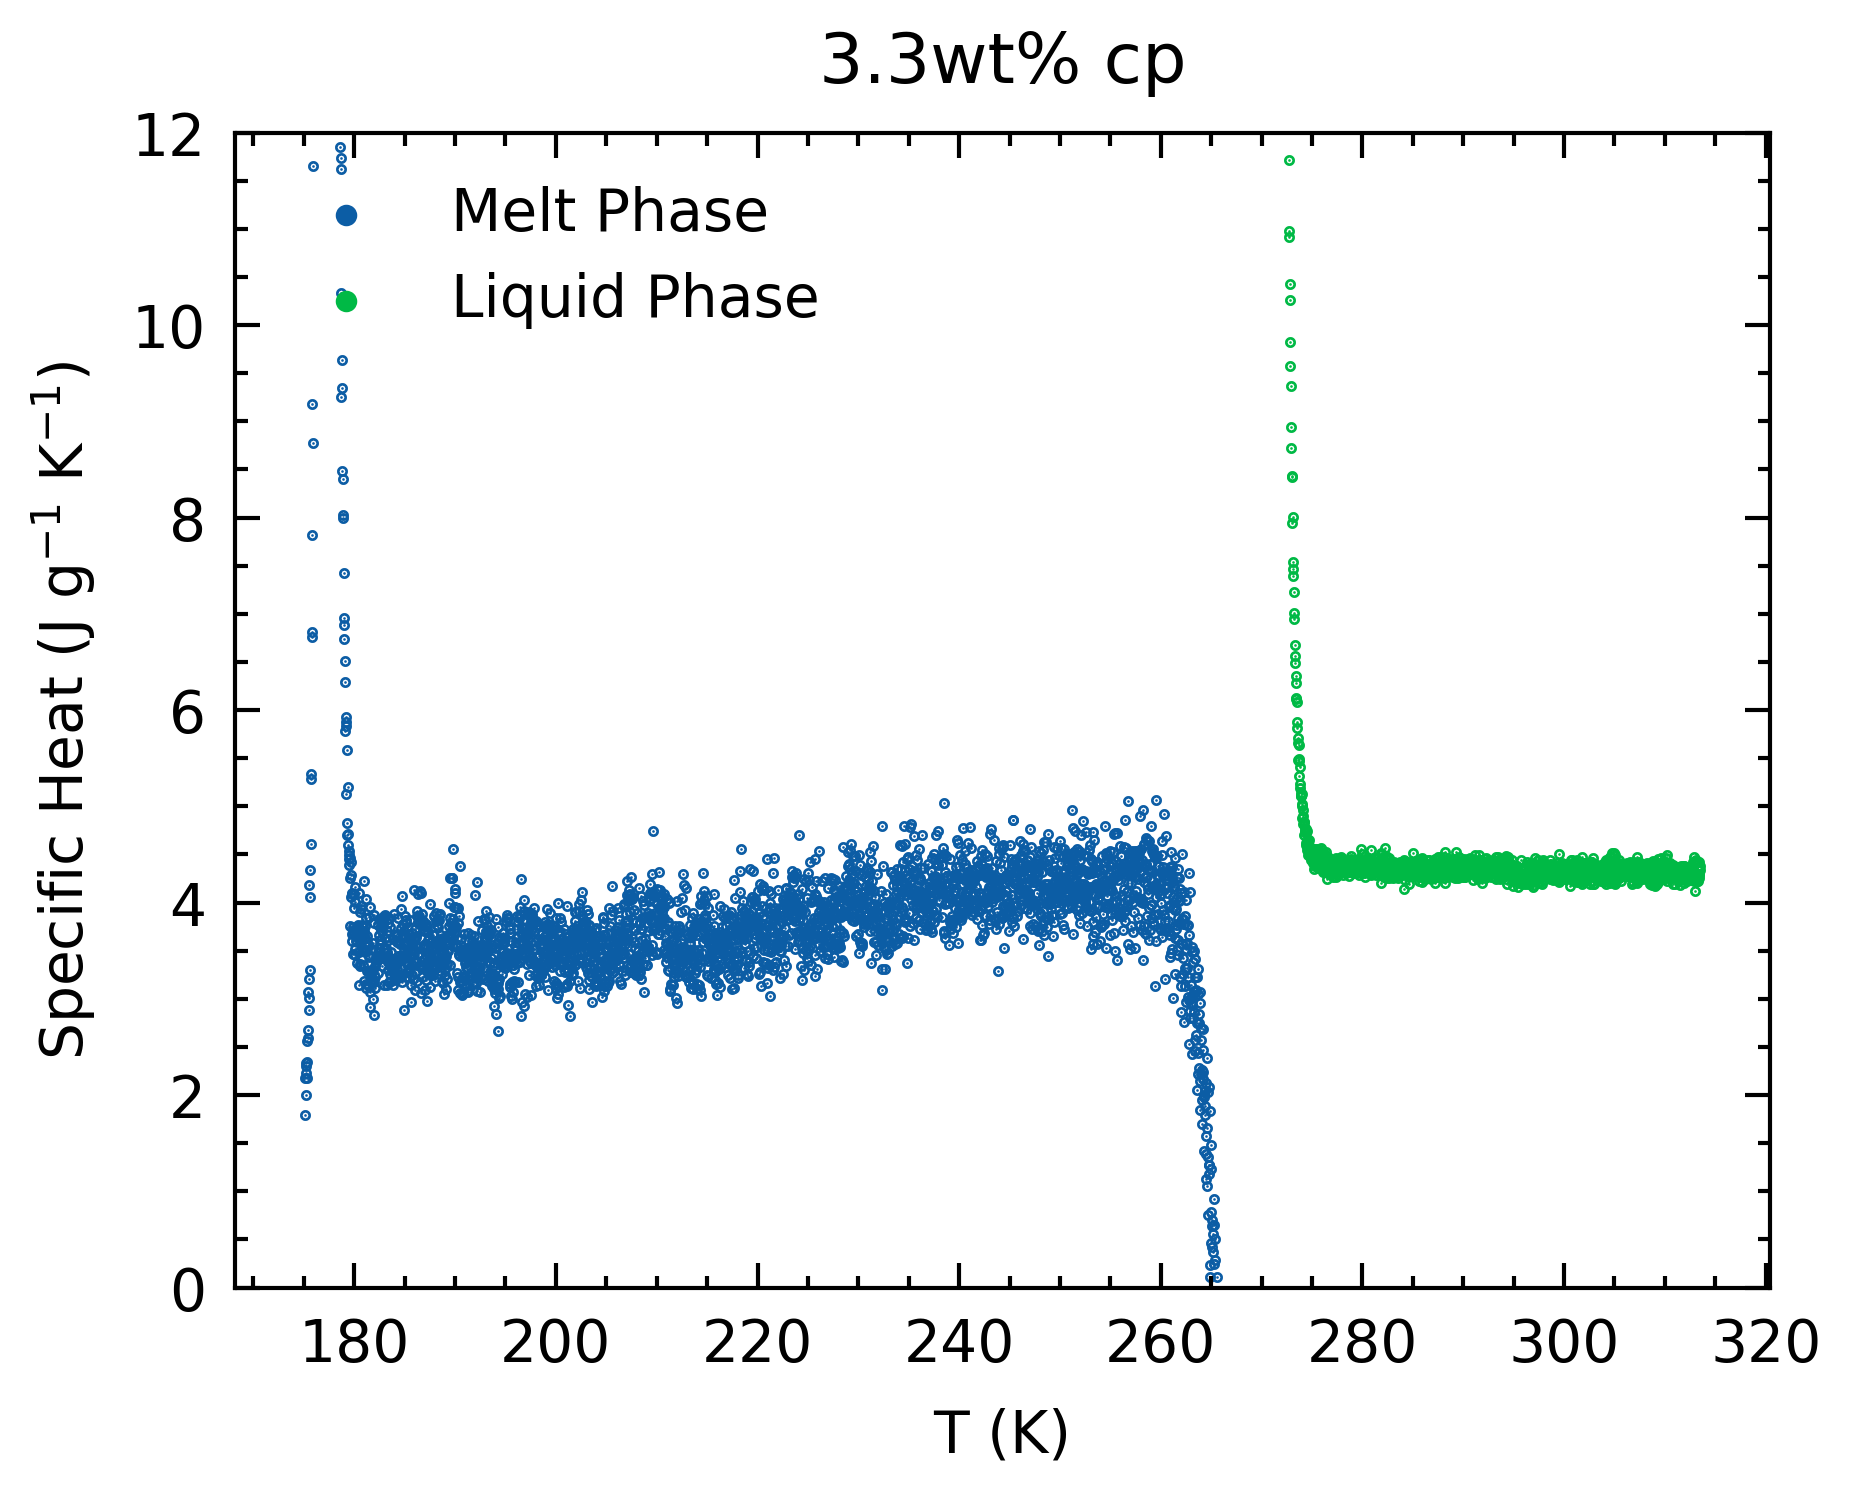 3.3wt% cp
12
10
8
6
4
2
0
Specific Heat (J g⁻¹ K⁻¹)
Melt Phase
Liquid Phase
180 200 220 240 260 280 300 320
T (K)